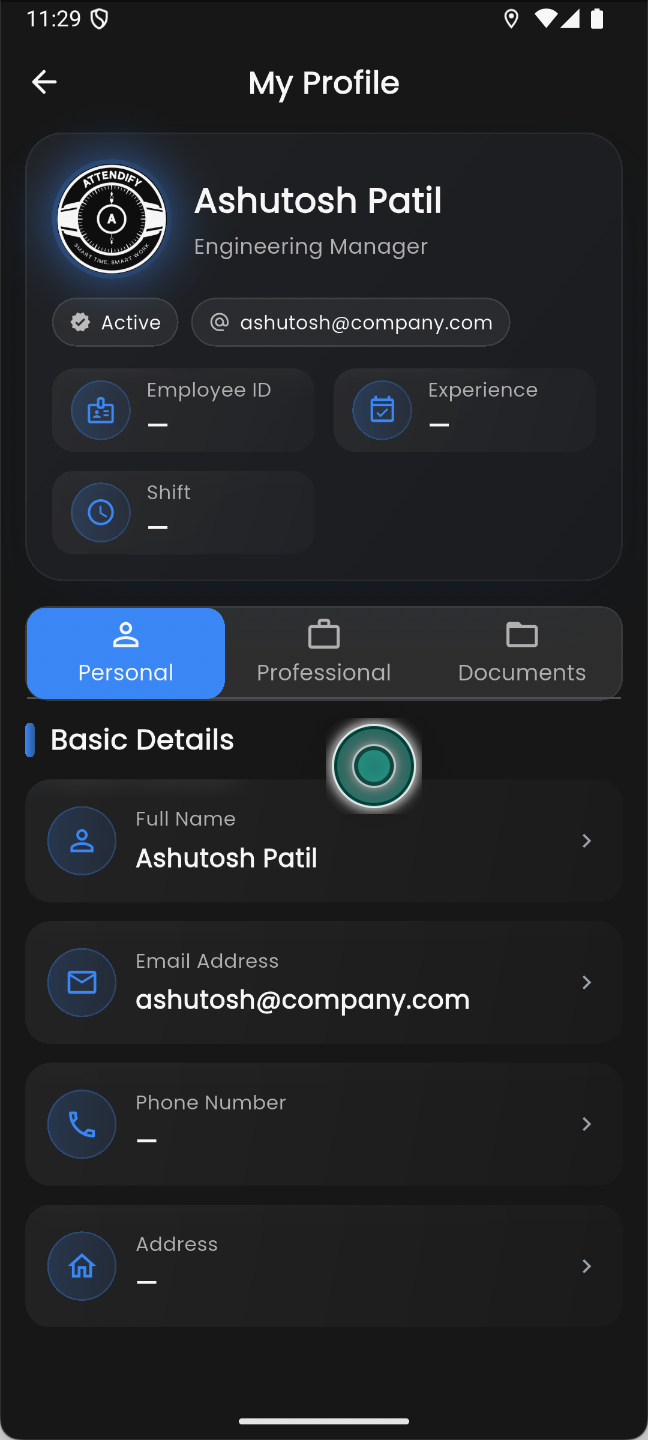 11:29
My Profile
ATTENDIFY
A
SMART TIME, SMART WORK
Ashutosh Patil
Engineering Manager
Active
ashutosh@company.com
Employee ID
—
Experience
—
Shift
—
Personal
Professional
Documents
Basic Details
Full Name
Ashutosh Patil
Email Address
ashutosh@company.com
Phone Number
—
Address
—